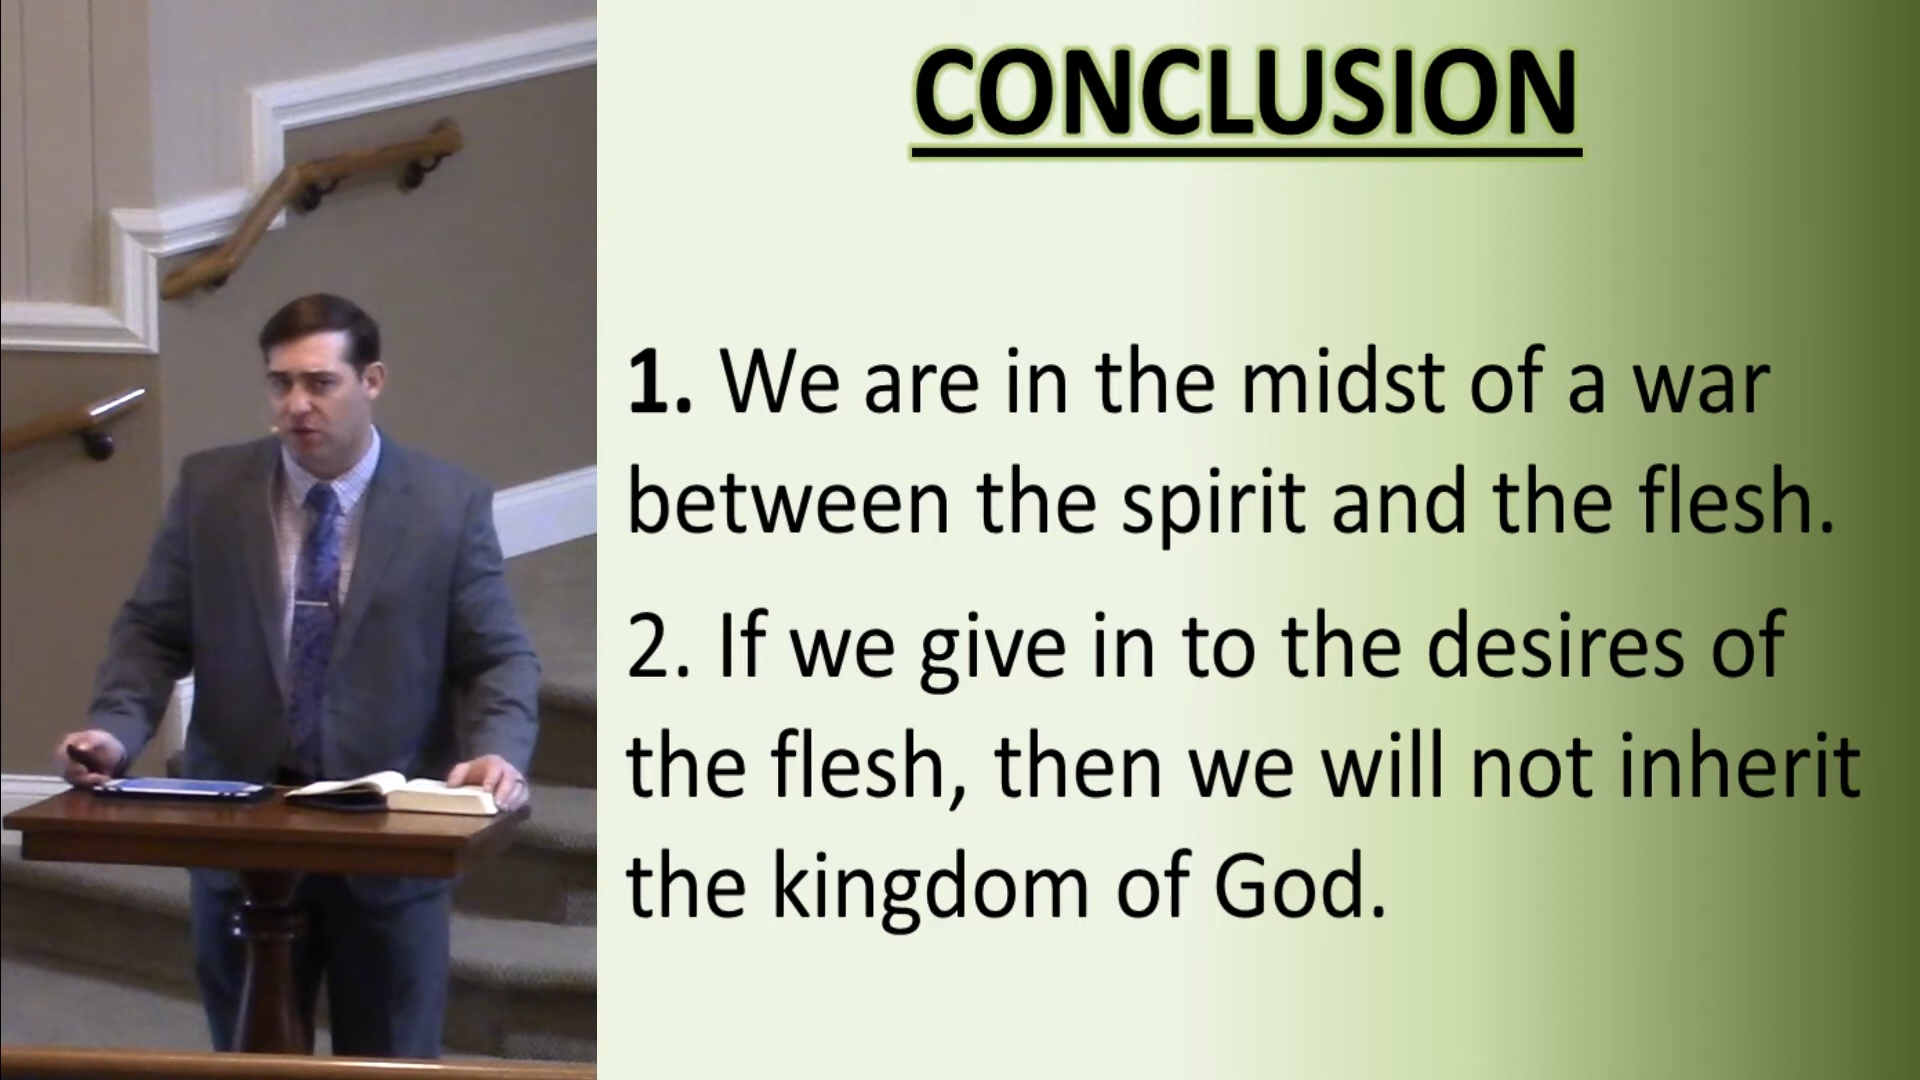 CONCLUSION
1. We are in the midst of a war
between the spirit and the flesh.
2. If we give in to the desires of
the flesh, then we will not inherit
the kingdom of God.